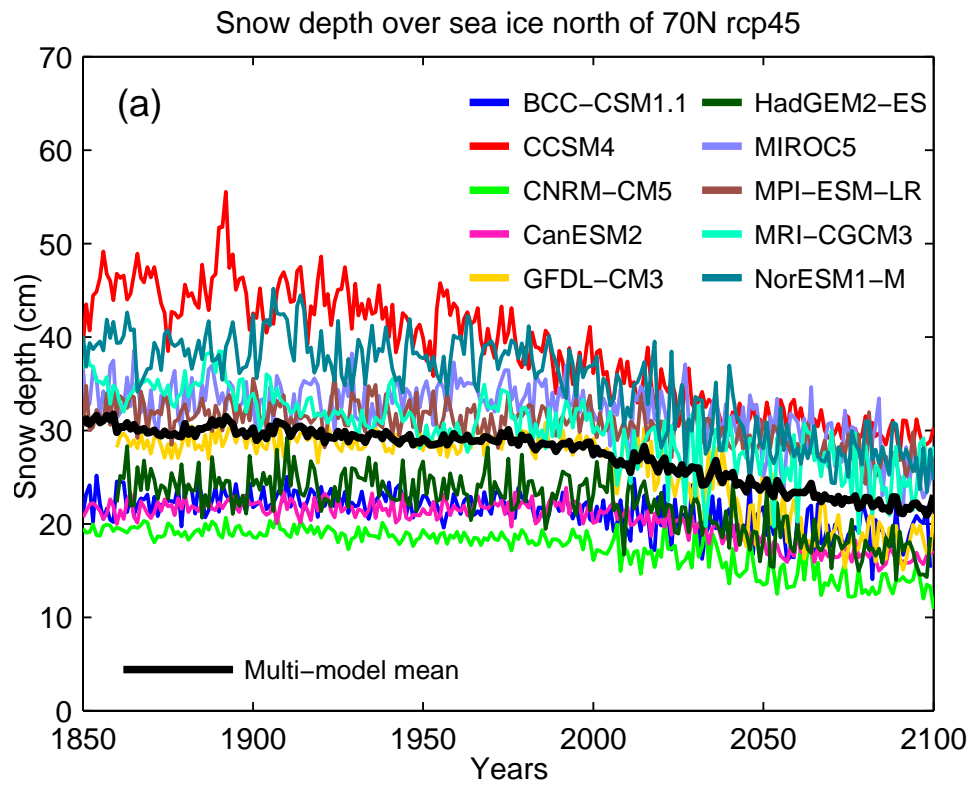 Snow depth over sea ice north of 70N rcp45
70
60
50
40
30
20
10
0
Snow depth (cm)
(a)
BCC−CSM1.1
CCSM4
CNRM−CM5
CanESM2
GFDL−CM3
HadGEM2−ES
MIROC5
MPI−ESM−LR
MRI−CGCM3
NorESM1−M
Multi−model mean
1850 1900 1950 2000 2050 2100
Years